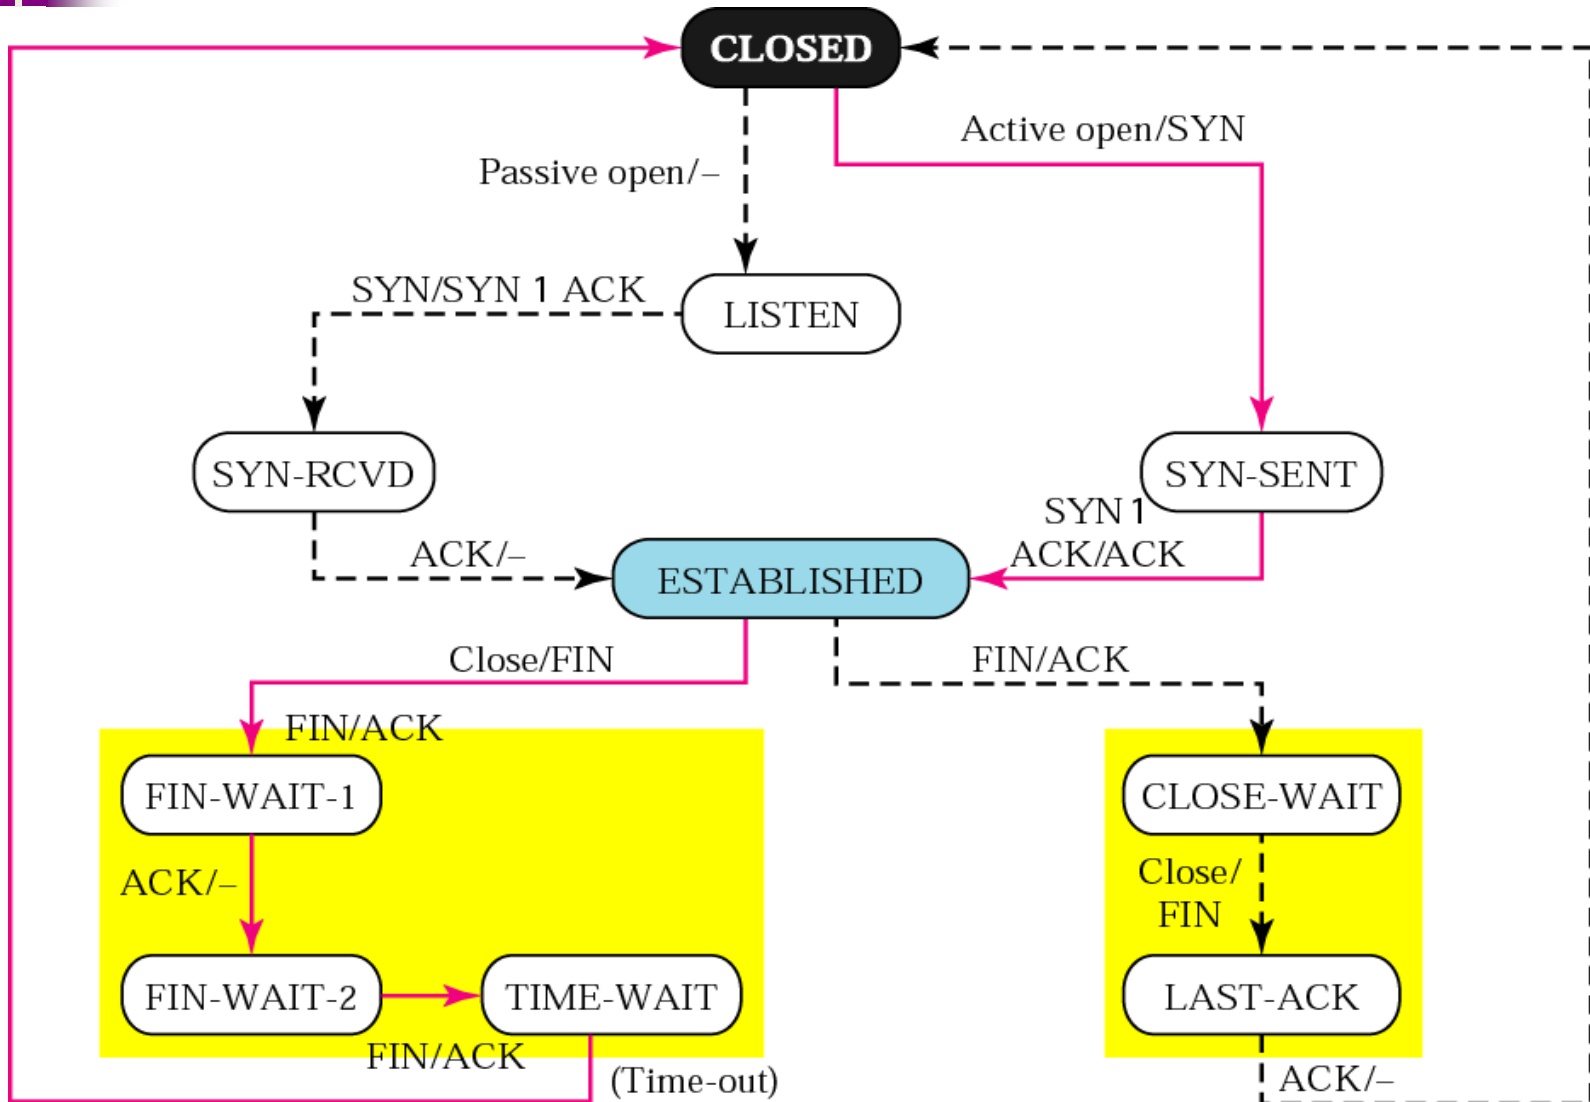 CLOSED
Active open/SYN
Passive open/–
SYN/SYN 1 ACK
LISTEN
SYN-RCVD
SYN-SENT
SYN 1
ACK/ACK
ACK/–
ESTABLISHED
Close/FIN
FIN/ACK
FIN/ACK
FIN-WAIT-1
CLOSE-WAIT
ACK/–
Close/
FIN
FIN-WAIT-2
TIME-WAIT
LAST-ACK
FIN/ACK
(Time-out)
ACK/–